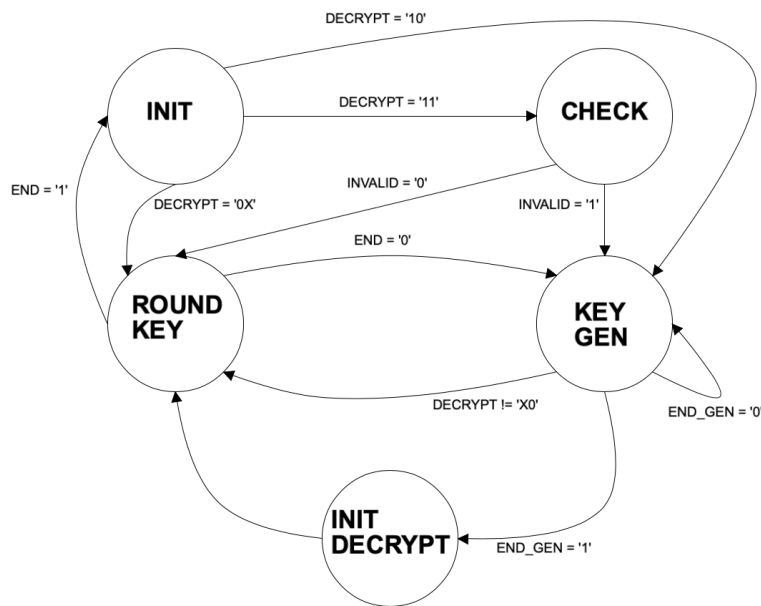 DECRYPT = '10'
INIT
DECRYPT = '11'
CHECK
END = '1'
DECRYPT = '0X'
INVALID = '0'
INVALID = '1'
END = '0'
ROUND
KEY
KEY
GEN
DECRYPT != 'X0'
END_GEN = '0'
INIT
DECRYPT
END_GEN = '1'